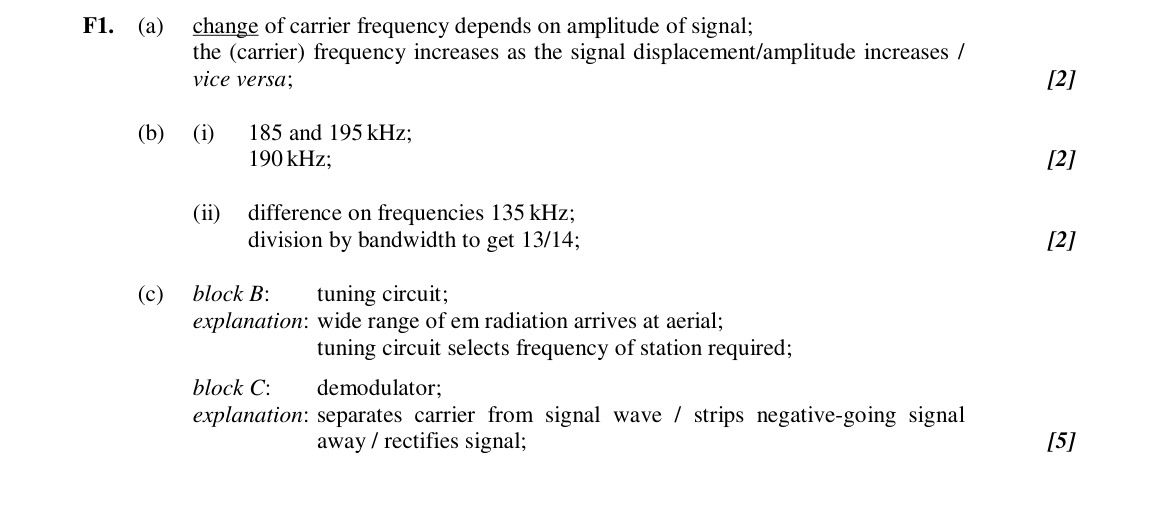 F1. (a) change of carrier frequency depends on amplitude of signal;
the (carrier) frequency increases as the signal displacement/amplitude increases /
vice versa; [2]
(b) (i) 185 and 195 kHz;
190 kHz; [2]
(ii) difference on frequencies 135 kHz;
division by bandwidth to get 13/14; [2]
(c) block B: tuning circuit;
explanation: wide range of em radiation arrives at aerial;
tuning circuit selects frequency of station required;
block C: demodulator;
explanation: separates carrier from signal wave / strips negative-going signal
away / rectifies signal; [5]